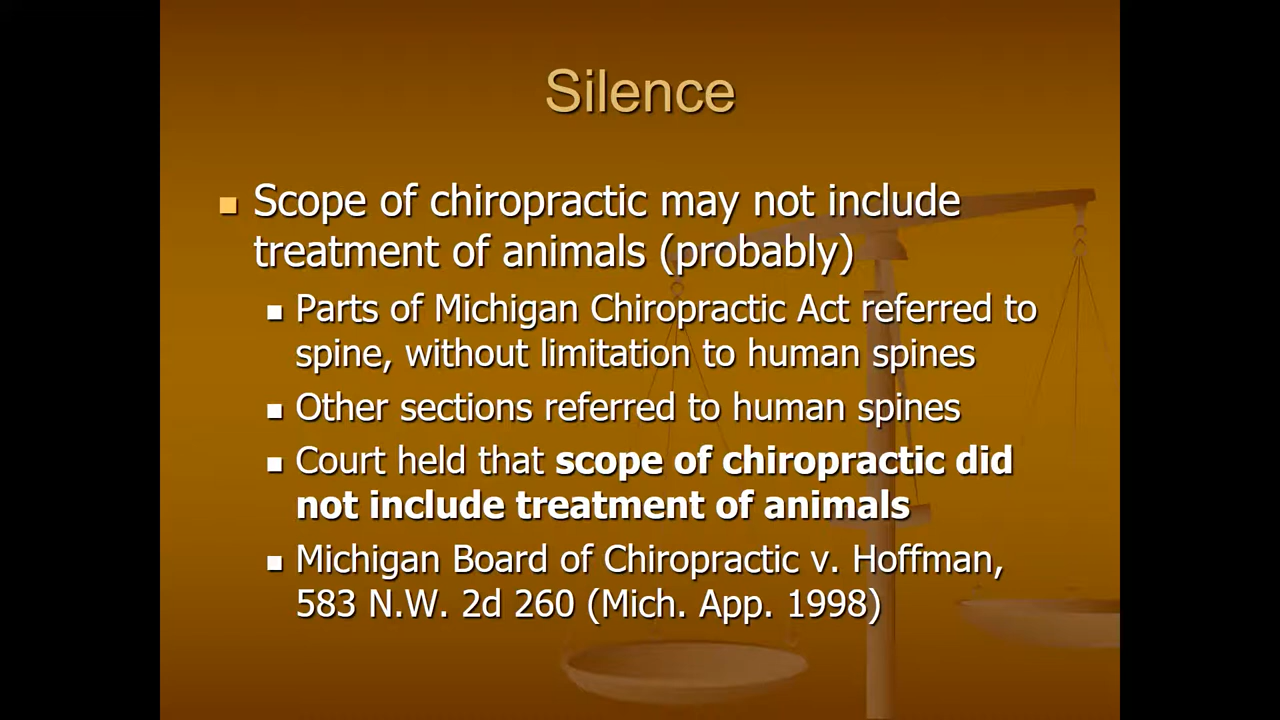 Silence
Scope of chiropractic may not include
treatment of animals (probably)
Parts of Michigan Chiropractic Act referred to
spine, without limitation to human spines
Other sections referred to human spines
Court held that scope of chiropractic did
not include treatment of animals
Michigan Board of Chiropractic v. Hoffman,
583 N.W. 2d 260 (Mich. App. 1998)